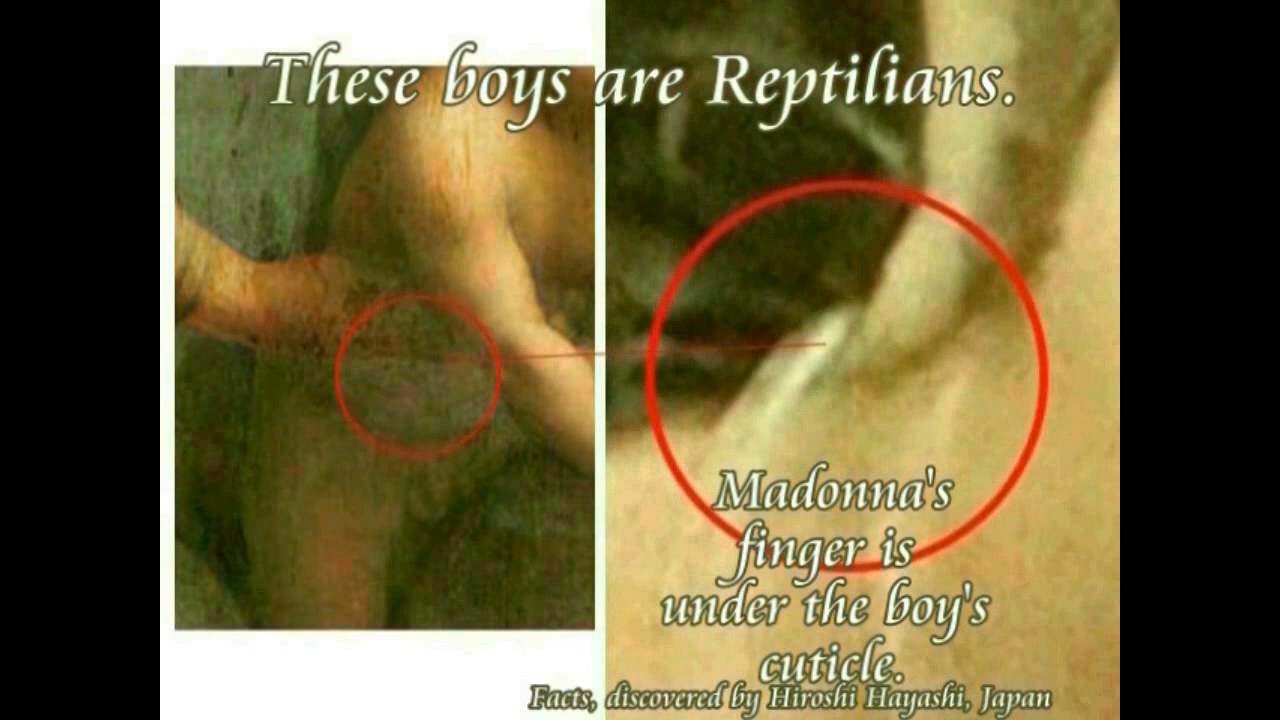 These boys are Reptilians.
Madonna's
finger is
under the boy's
cuticle.
Facts, discovered by Hiroshi Hayashi, Japan